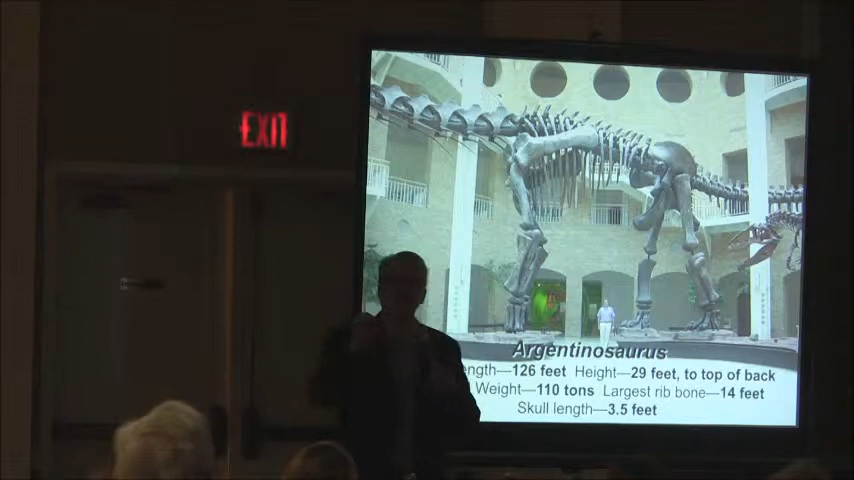 EXIT
Argentinosaurus
ength—126 feet Height—29 feet, to top of back
Weight—110 tons Largest rib bone—14 feet
Skull length—3.5 feet